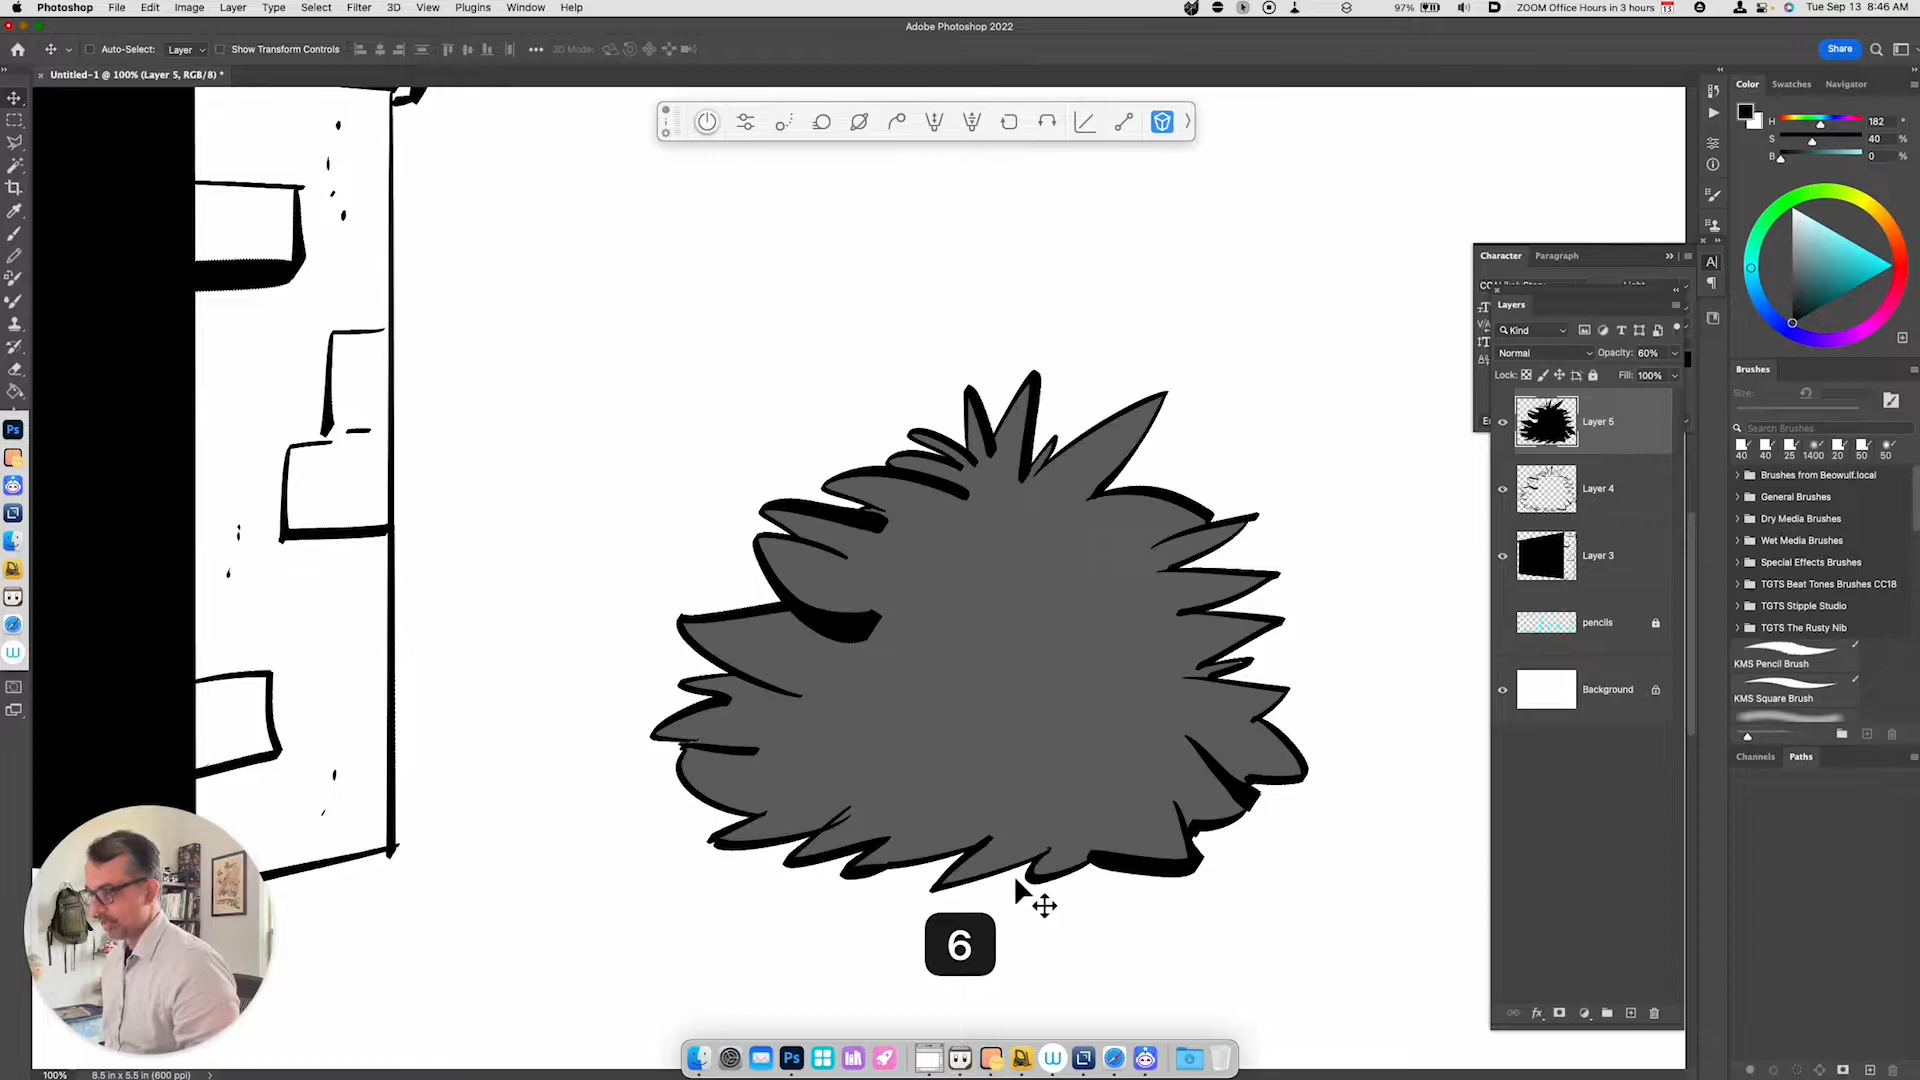 Photoshop File Edit Image Layer Type Select Filter 3D View Plugins Window Help
97% ZOOM Office Hours in 3 hours 13 Tue Sep 13 8:46 AM
Adobe Photoshop 2022
Auto-Select: Layer Show Transform Controls 3D Mode: Share
Untitled-1 @ 100% (Layer 5, RGB/8) *
Color Swatches Navigator
H 182 °
S 40 %
B 0 %
Character Paragraph
Layers
Kind
Normal Opacity: 60%
Lock: Fill: 100%
Layer 5
Layer 4
Layer 3
pencils
Background
Brushes
Size:
Search Brushes
40 40 25 1400 20 50 50
Brushes from Beowulf.local
General Brushes
Dry Media Brushes
Wet Media Brushes
Special Effects Brushes
TGTS Beat Tones Brushes CC18
TGTS Stipple Studio
TGTS The Rusty Nib
KMS Pencil Brush
KMS Square Brush
Channels Paths
Ps
W
6
Ps
W
100% 8.5 in x 5.5 in (600 ppi)